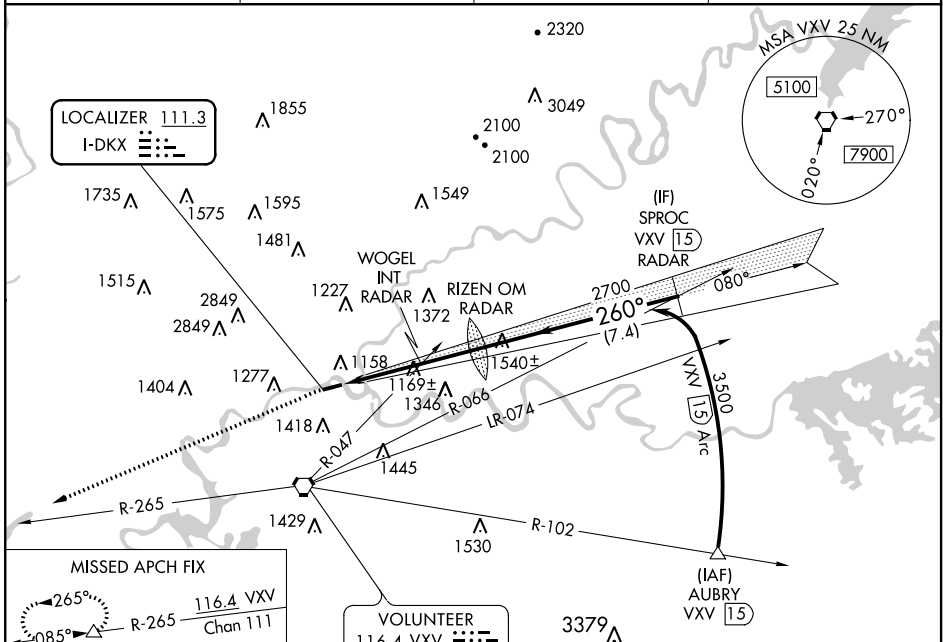 2320
MSA VXV 25 NM
5100
270°
7900
020°
LOCALIZER 111.3
I-DKX
1855
3049
2100
2100
1735
1575
1595
1549
1481
(IF)
SPROC
VXV 15
RADAR
WOGEL
INT
RADAR
RIZEN OM
RADAR
1515
2849
2849
1227
1372
2700
080°
260°
(7.4)
1540±
1158
1169±
1346
1404
1277
1418
R-066
LR-074
R-047
VXV 15 Arc
3500
1445
R-265
1429
1530
R-102
(IAF)
AUBRY
VXV 15
MISSED APCH FIX
265°
085°
R-265
116.4 VXV
Chan 111
VOLUNTEER
116.4 VXV
3379